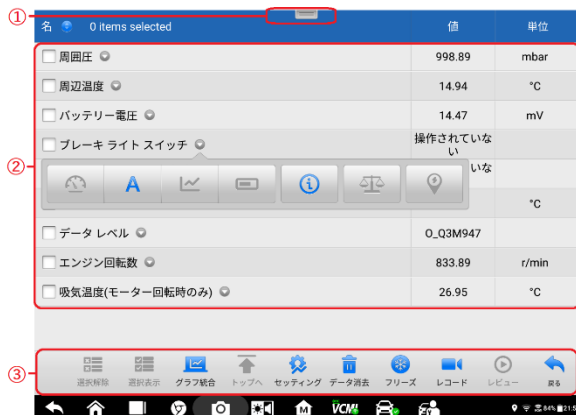 ①
名 0 items selected 値 単位
周囲圧 998.89 mbar
周辺温度 14.94 °C
バッテリー電圧 14.47 mV
ブレーキ ライト スイッチ 操作されていな
い
② いな
A i
°C
データ レベル O_Q3M947
エンジン回転数 833.89 r/min
吸気温度(モーター回転時のみ) 26.95 °C
③
選択解除 選択表示 グラフ統合 トップへ セッティング データ消去 フリーズ レコード レビュー 戻る
M VCMI